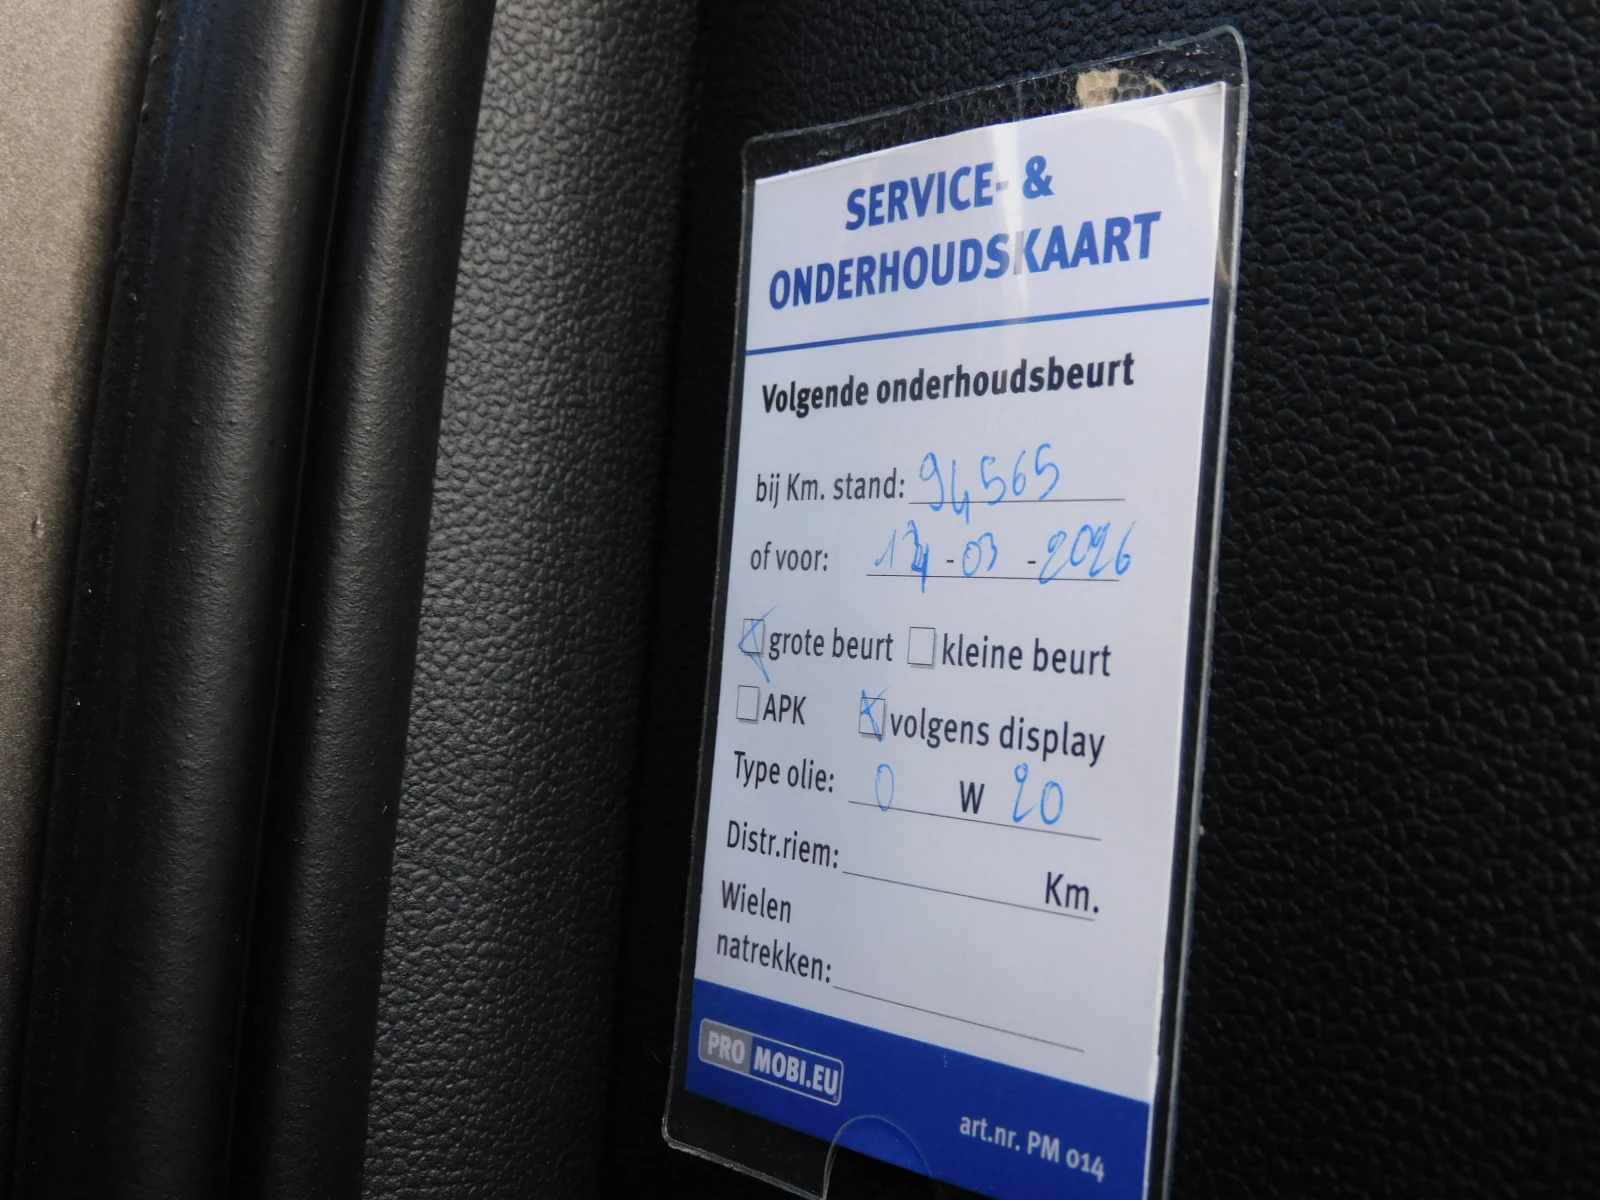 SERVICE- &
ONDERHOUDSKAART
Volgende onderhoudsbeurt
bij Km. stand: 94565
of voor: -03 -2026
grote beurt kleine beurt
APK volgens display
Type olie: 0 W 20
Distr.riem: Km.
Wielen
natrekken:
PRO MOBI.EU
art.nr. PM 014